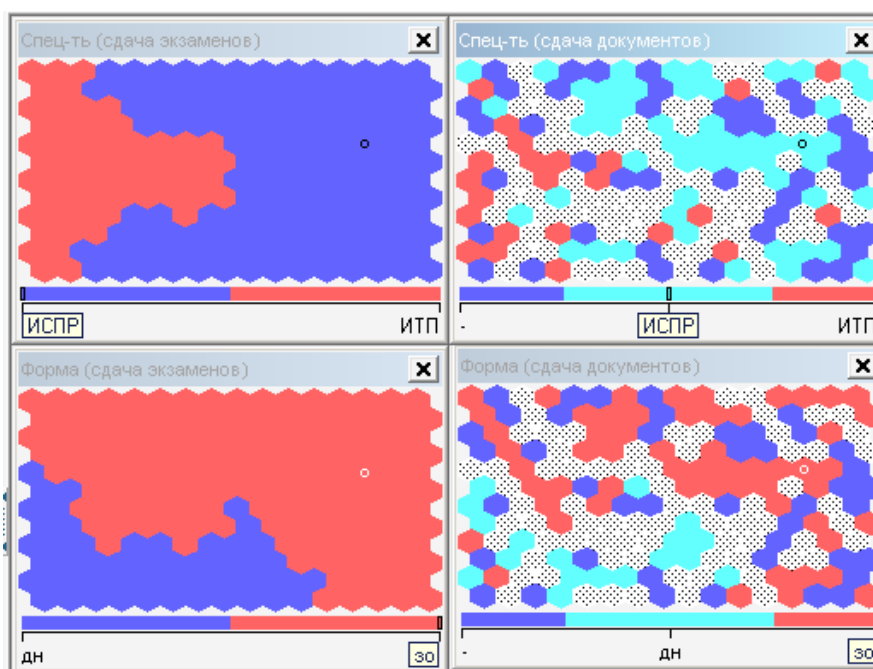 Спец-ть (сдача экзаменов)
Спец-ть (сдача документов)
ИСПР ИТП
- ИСПР ИТП
Форма (сдача экзаменов)
Форма (сдача документов)
дн зо
- дн зо